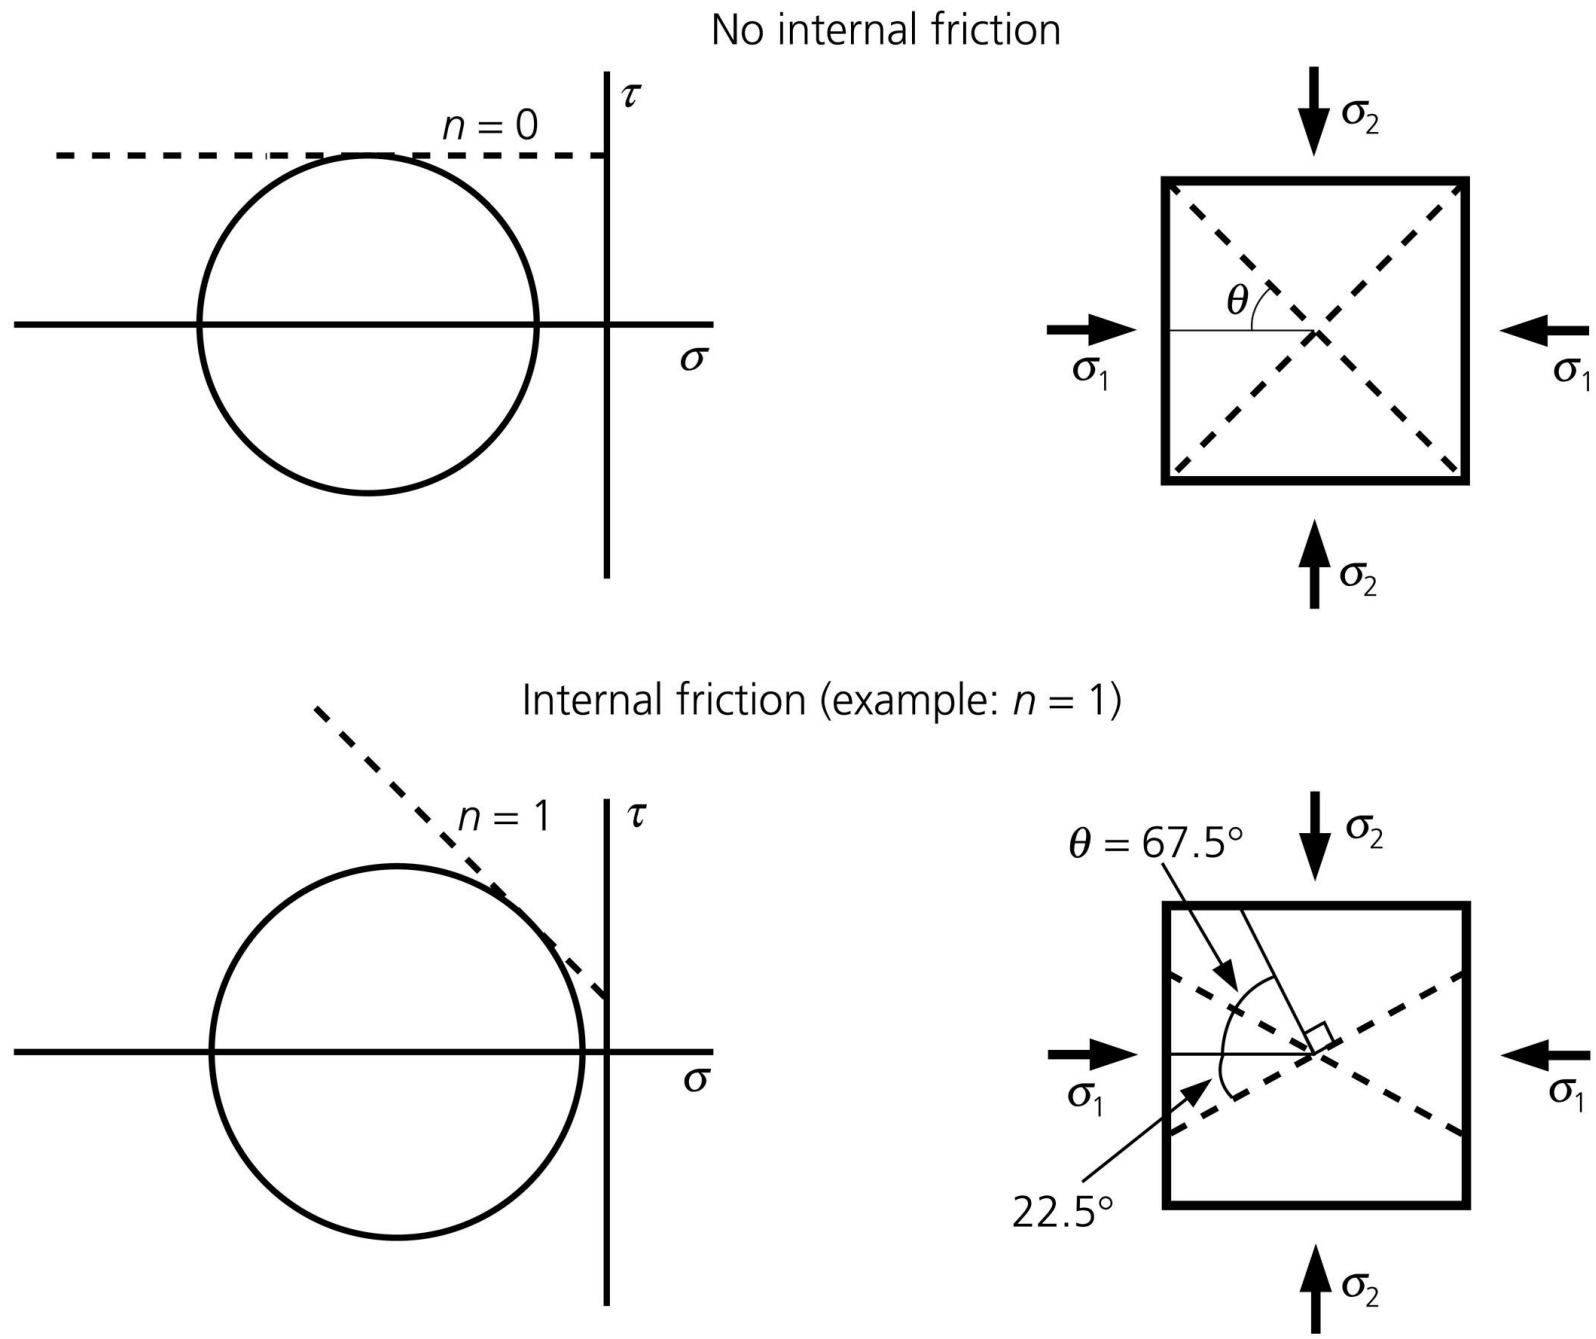 No internal friction
τ
n = 0
σ
σ₂
θ
σ₁
σ₁
σ₂
Internal friction (example: n = 1)
n = 1
τ
σ
θ = 67.5°
σ₂
σ₁
σ₁
22.5°
σ₂